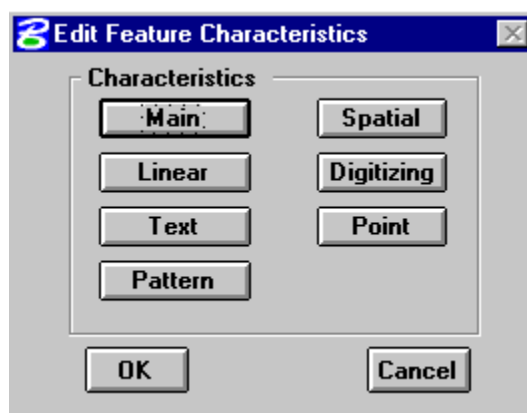 Edit Feature Characteristics
Characteristics
Main Spatial
Linear Digitizing
Text Point
Pattern
OK Cancel